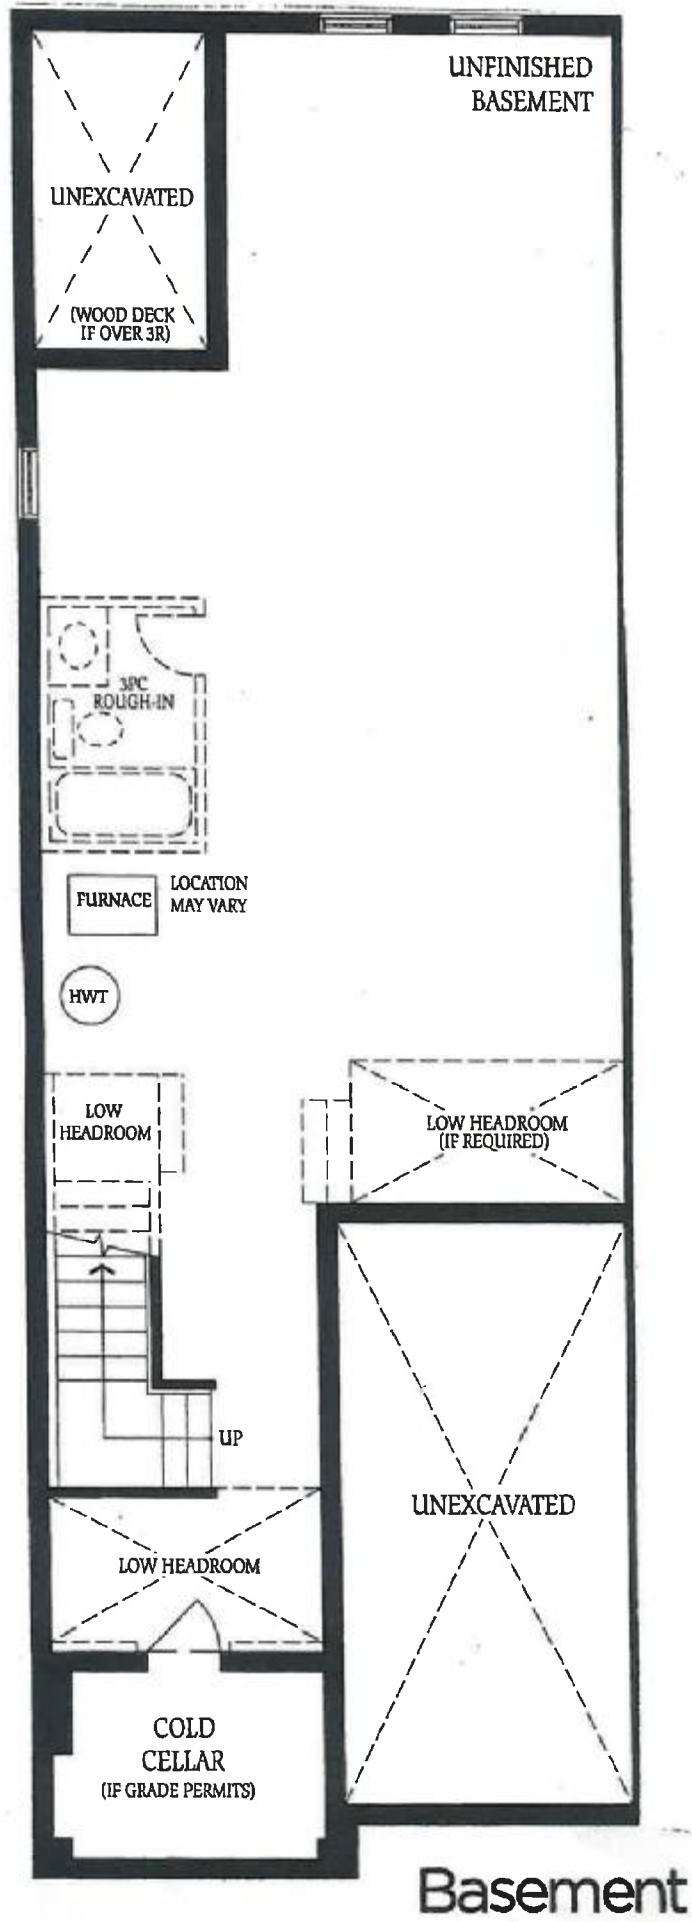 UNFINISHED
BASEMENT
UNEXCAVATED
(WOOD DECK
IF OVER 3R)
3PC
ROUGH-IN
FURNACE
LOCATION
MAY VARY
HWT
LOW
HEADROOM
LOW HEADROOM
(IF REQUIRED)
UP
UNEXCAVATED
LOW HEADROOM
COLD
CELLAR
(IF GRADE PERMITS)
Basement